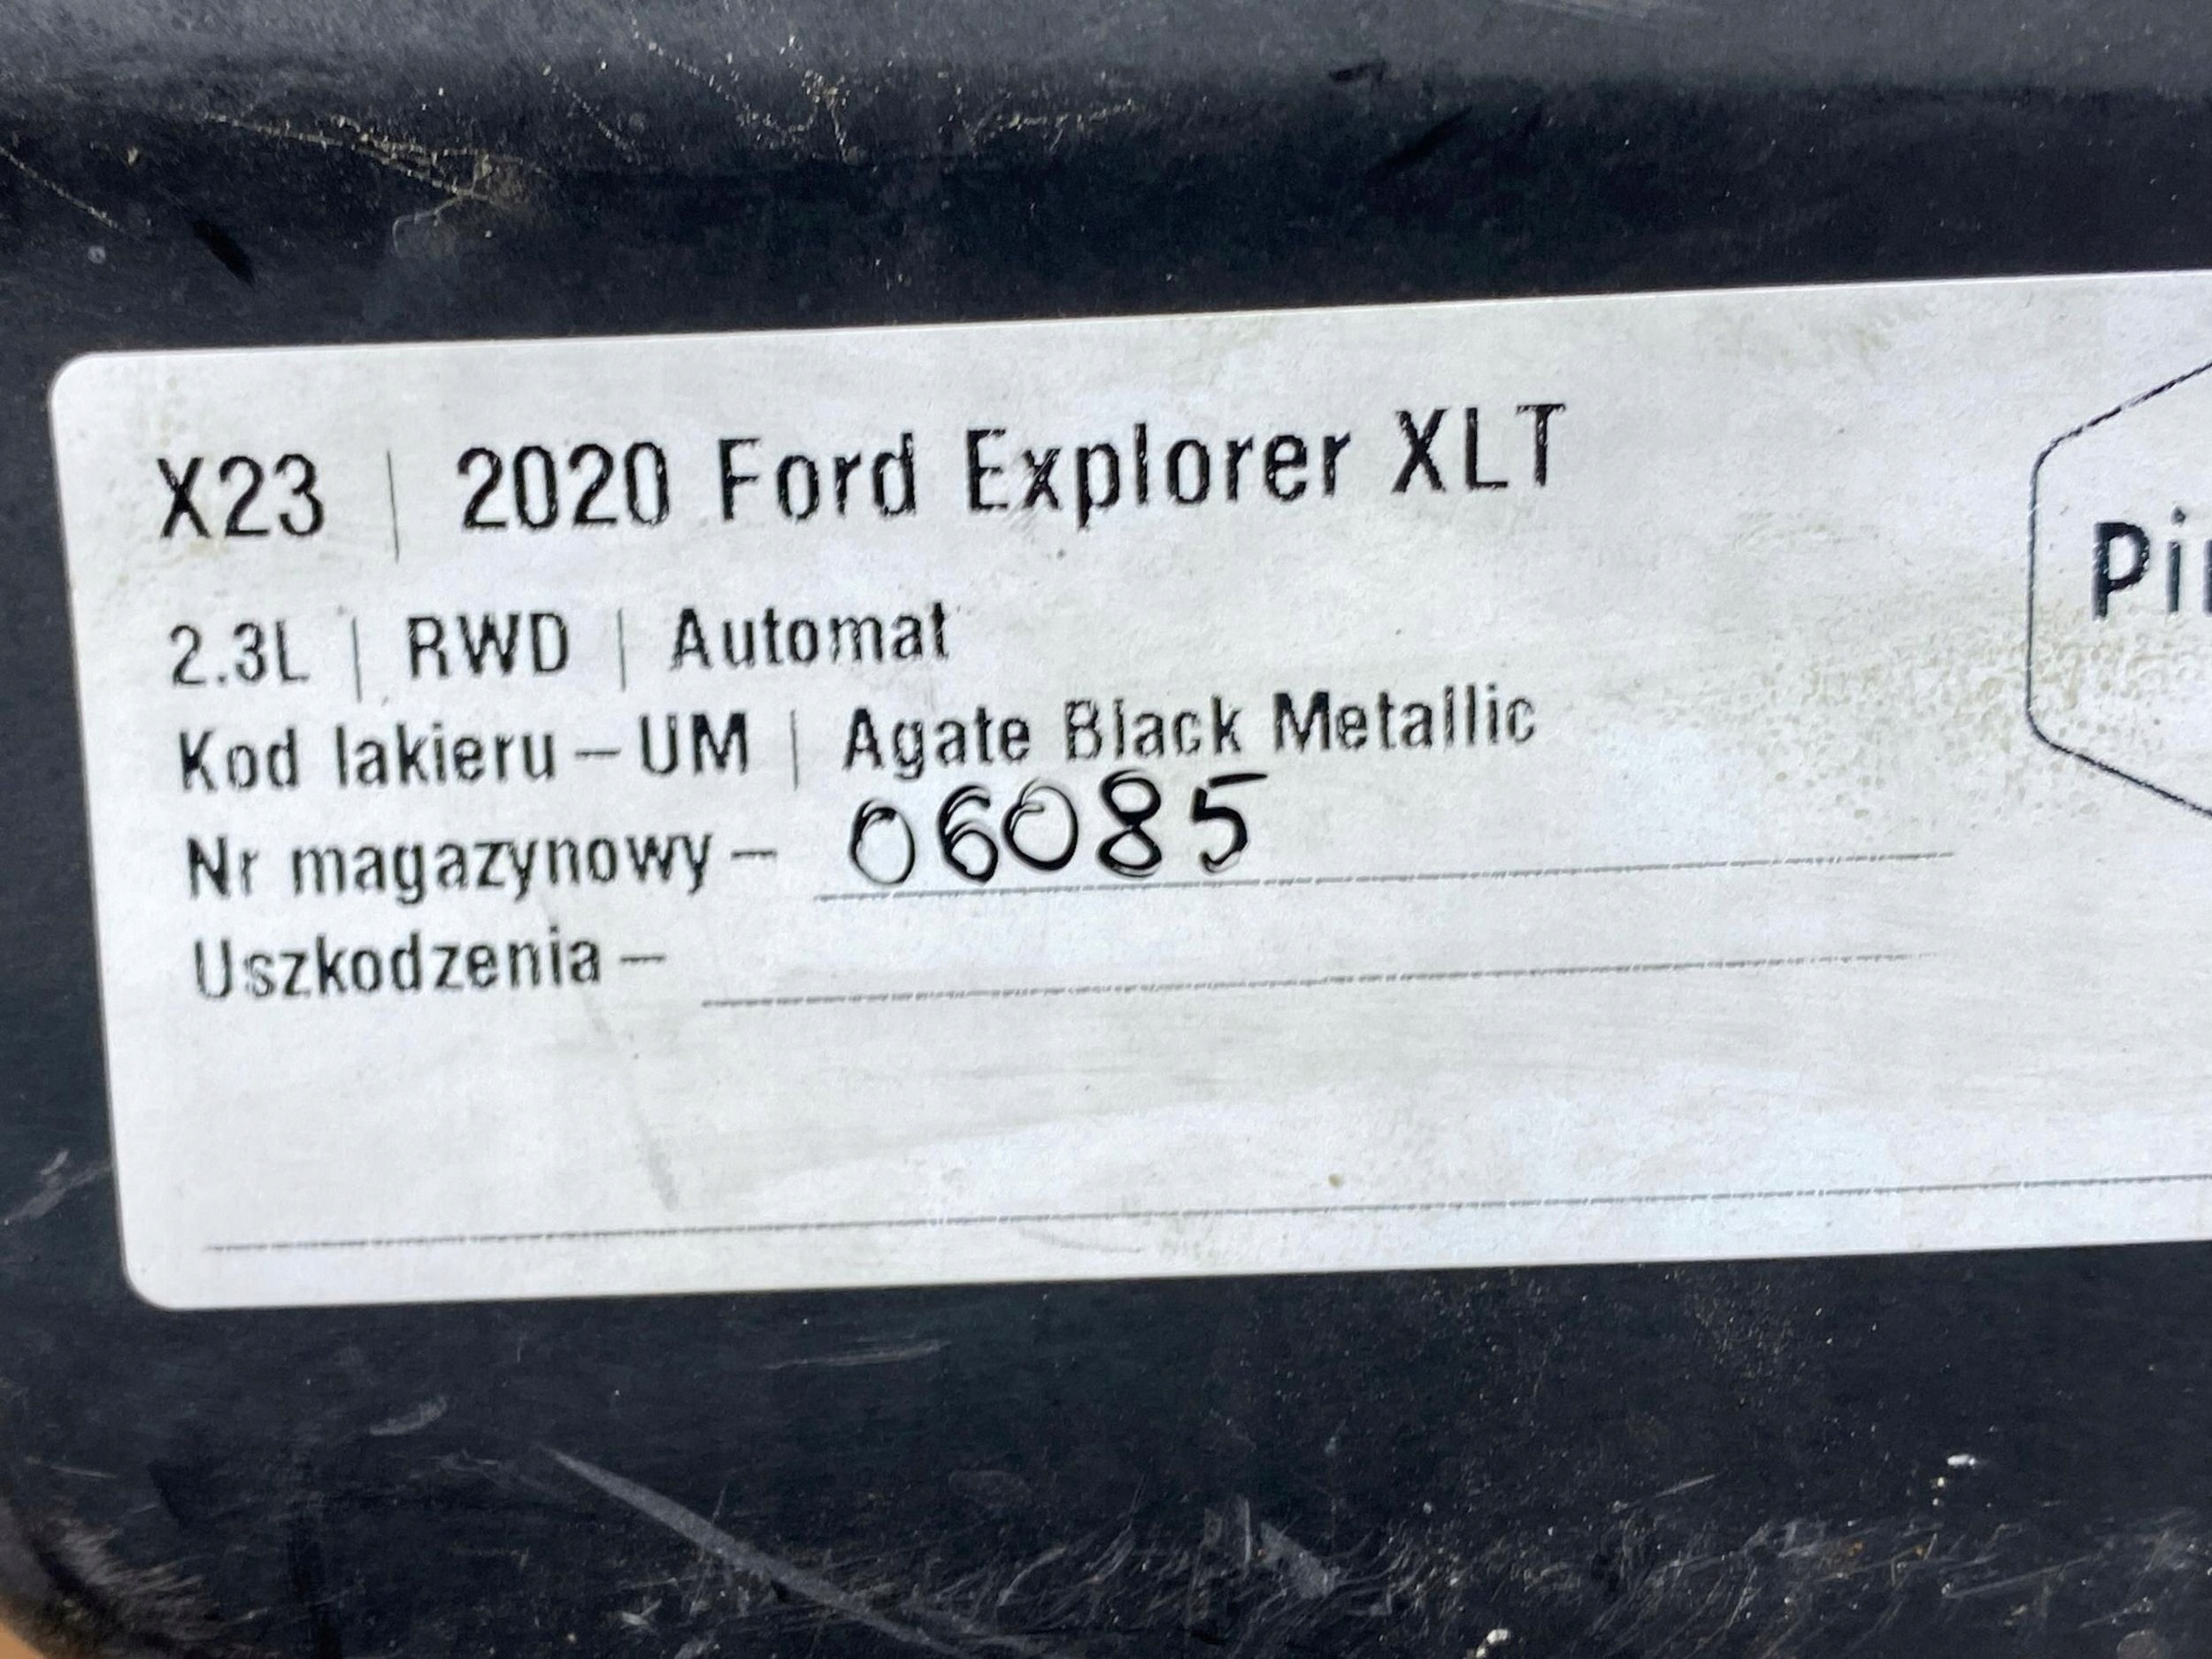 X23 | 2020 Ford Explorer XLT
2.3L | RWD | Automat
Kod lakieru – UM | Agate Black Metallic
Nr magazynowy – 06085
Uszkodzenia –